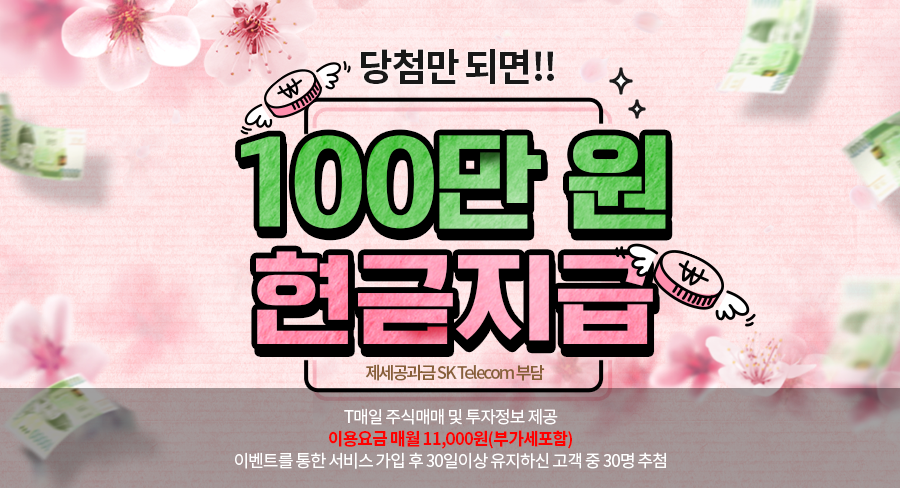 당첨만 되면!!
100만 원
현금지급
제세공과금 SK Telecom 부담
T매일 주식매매 및 투자정보 제공
이용요금 매월 11,000원(부가세포함)
이벤트를 통한 서비스 가입 후 30일이상 유지하신 고객 중 30명 추첨